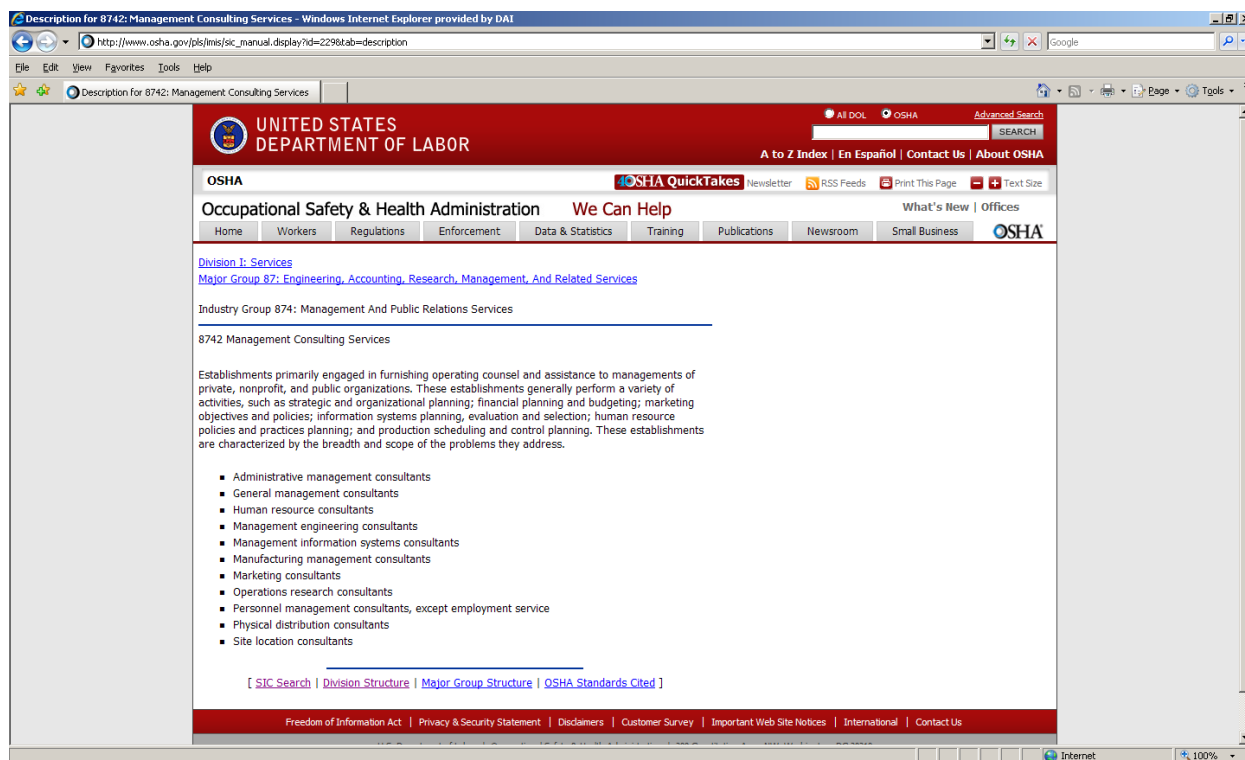 Description for 8742: Management Consulting Services - Windows Internet Explorer provided by DAI
http://www.osha.gov/pls/imis/sic_manual.display?id=229&tab=description
Google
File Edit View Favorites Tools Help
Description for 8742: Management Consulting Services
Page Tools
UNITED STATES
DEPARTMENT OF LABOR
All DOL OSHA Advanced Search
SEARCH
A to Z Index | En Español | Contact Us | About OSHA
OSHA
OSHA QuickTakes Newsletter RSS Feeds Print This Page Text Size
Occupational Safety & Health Administration We Can Help
What's New | Offices
Home Workers Regulations Enforcement Data & Statistics Training Publications Newsroom Small Business OSHA
Division I: Services
Major Group 87: Engineering, Accounting, Research, Management, And Related Services
Industry Group 874: Management And Public Relations Services
8742 Management Consulting Services
Establishments primarily engaged in furnishing operating counsel and assistance to managements of
private, nonprofit, and public organizations. These establishments generally perform a variety of
activities, such as strategic and organizational planning; financial planning and budgeting; marketing
objectives and policies; information systems planning, evaluation and selection; human resource
policies and practices planning; and production scheduling and control planning. These establishments
are characterized by the breadth and scope of the problems they address.
Administrative management consultants
General management consultants
Human resource consultants
Management engineering consultants
Management information systems consultants
Manufacturing management consultants
Marketing consultants
Operations research consultants
Personnel management consultants, except employment service
Physical distribution consultants
Site location consultants
[ SIC Search | Division Structure | Major Group Structure | OSHA Standards Cited ]
Freedom of Information Act | Privacy & Security Statement | Disclaimers | Customer Survey | Important Web Site Notices | International | Contact Us
Internet 100%